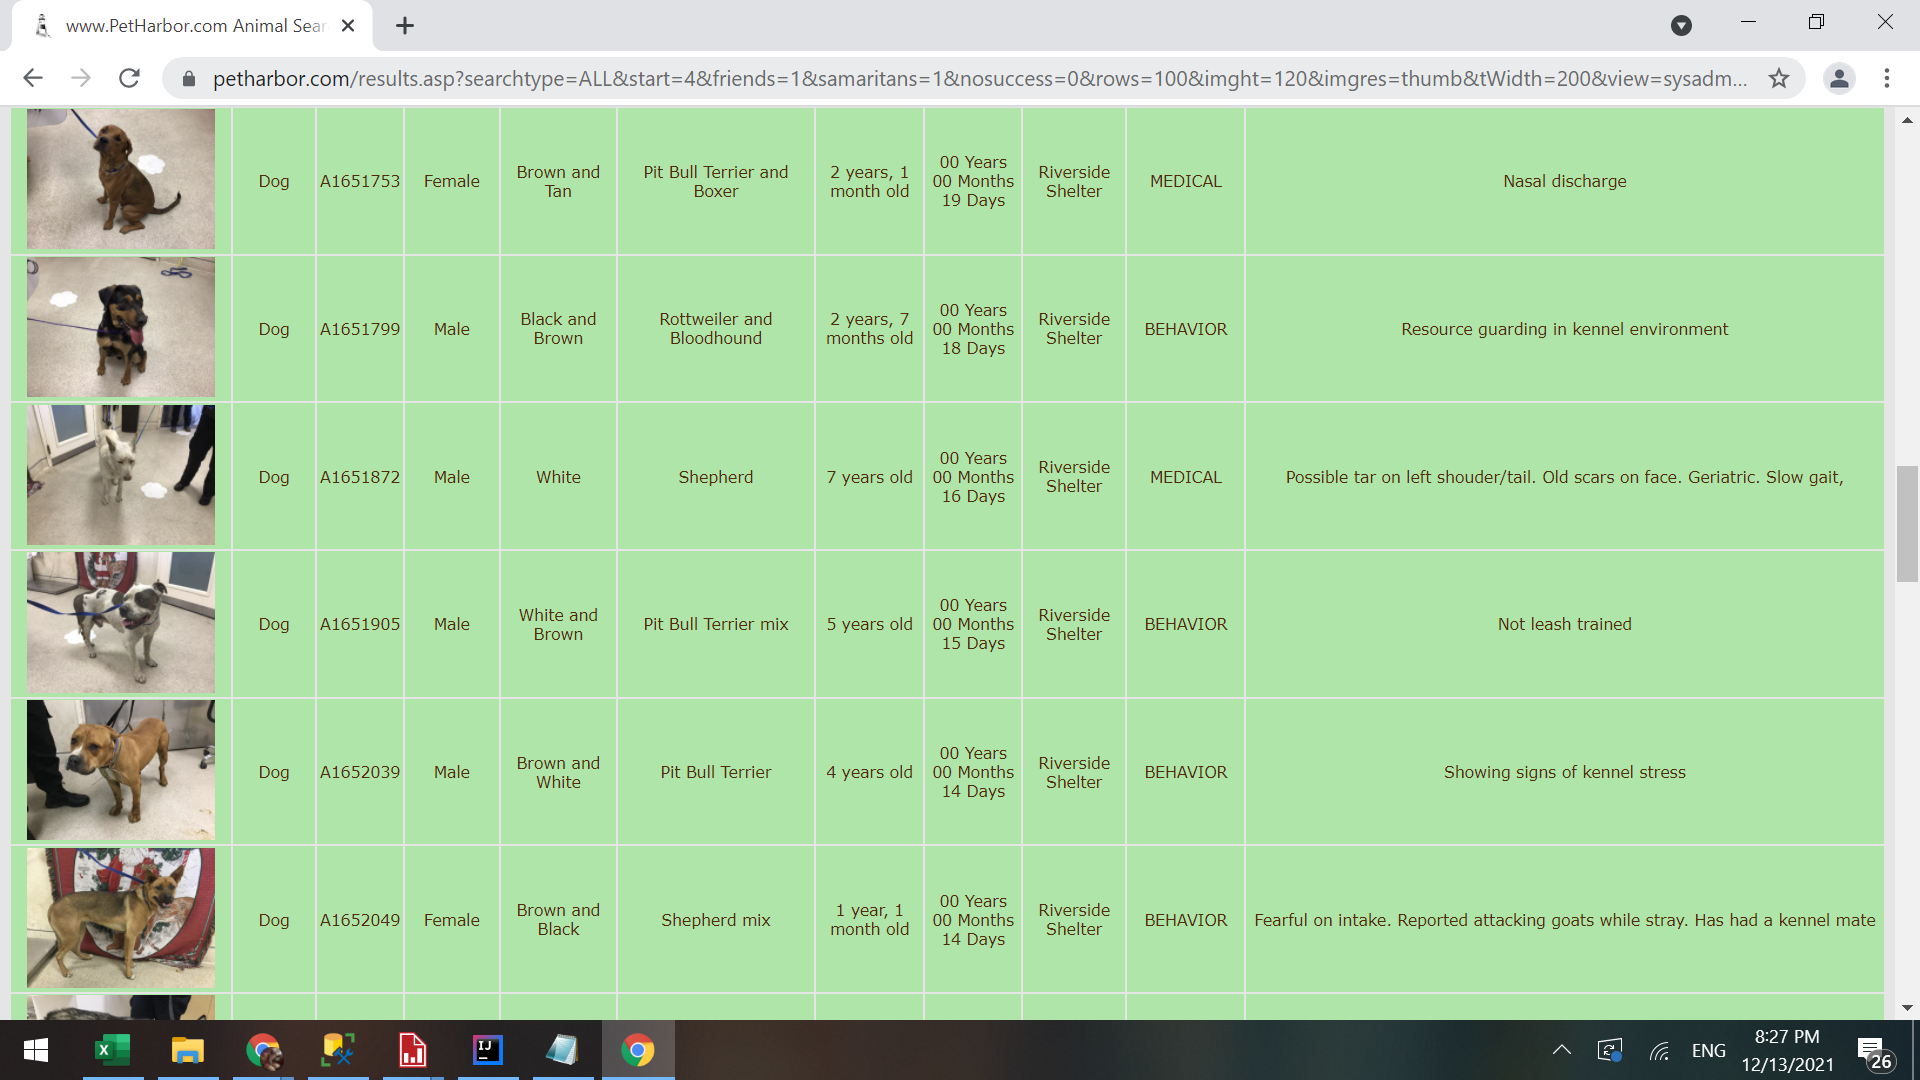 www.PetHarbor.com Animal Sear
petharbor.com/results.asp?searchtype=ALL&start=4&friends=1&samaritans=1&nosuccess=0&rows=100&imght=120&imgres=thumb&tWidth=200&view=sysadm...
Dog
A1651753
Female
Brown and
Tan
Pit Bull Terrier and
Boxer
2 years, 1
month old
00 Years
00 Months
19 Days
Riverside
Shelter
MEDICAL
Nasal discharge
Dog
A1651799
Male
Black and
Brown
Rottweiler and
Bloodhound
2 years, 7
months old
00 Years
00 Months
18 Days
Riverside
Shelter
BEHAVIOR
Resource guarding in kennel environment
Dog
A1651872
Male
White
Shepherd
7 years old
00 Years
00 Months
16 Days
Riverside
Shelter
MEDICAL
Possible tar on left shouder/tail. Old scars on face. Geriatric. Slow gait,
Dog
A1651905
Male
White and
Brown
Pit Bull Terrier mix
5 years old
00 Years
00 Months
15 Days
Riverside
Shelter
BEHAVIOR
Not leash trained
Dog
A1652039
Male
Brown and
White
Pit Bull Terrier
4 years old
00 Years
00 Months
14 Days
Riverside
Shelter
BEHAVIOR
Showing signs of kennel stress
Dog
A1652049
Female
Brown and
Black
Shepherd mix
1 year, 1
month old
00 Years
00 Months
14 Days
Riverside
Shelter
BEHAVIOR
Fearful on intake. Reported attacking goats while stray. Has had a kennel mate
X
IJ
ENG
8:27 PM
12/13/2021
26